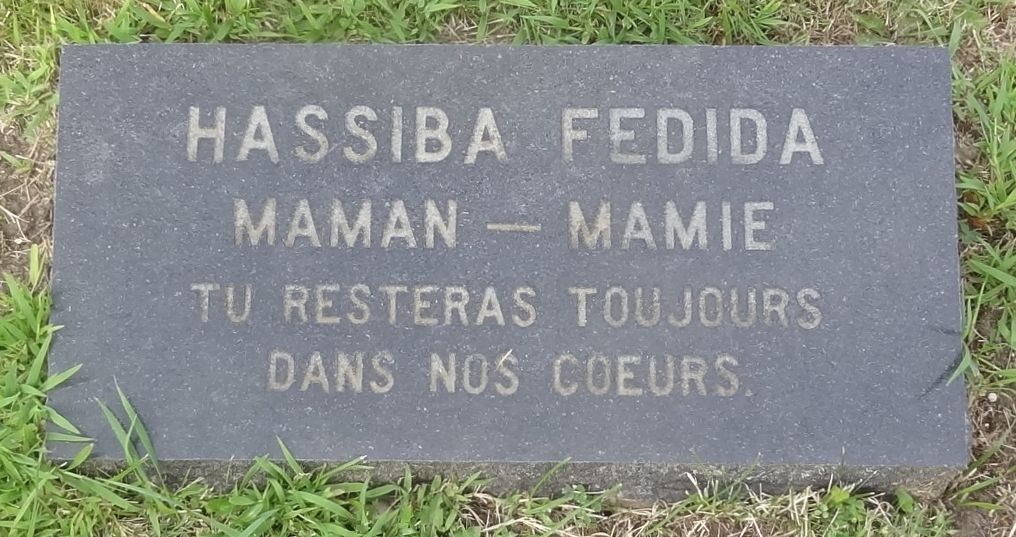 HASSIBA FEDIDA
MAMAN — MAMIE
TU RESTERAS TOUJOURS
DANS NOS COEURS.